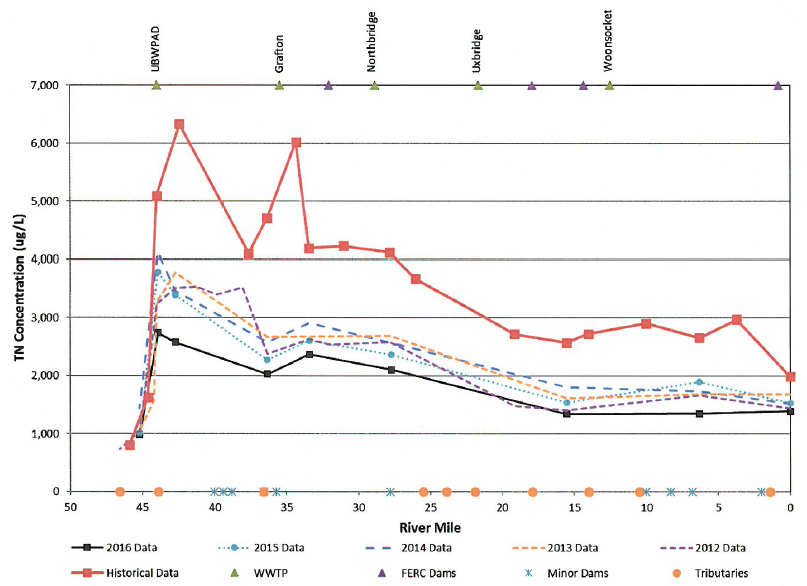 UBWPAD
Grafton
Northbridge
Uxbridge
Woonsocket
7,000
6,000
5,000
4,000
3,000
2,000
1,000
0
TN Concentration (ug/L)
50 45 40 35 30 25 20 15 10 5 0
River Mile
2016 Data 2015 Data 2014 Data 2013 Data 2012 Data
Historical Data WWTP FERC Dams Minor Dams Tributaries